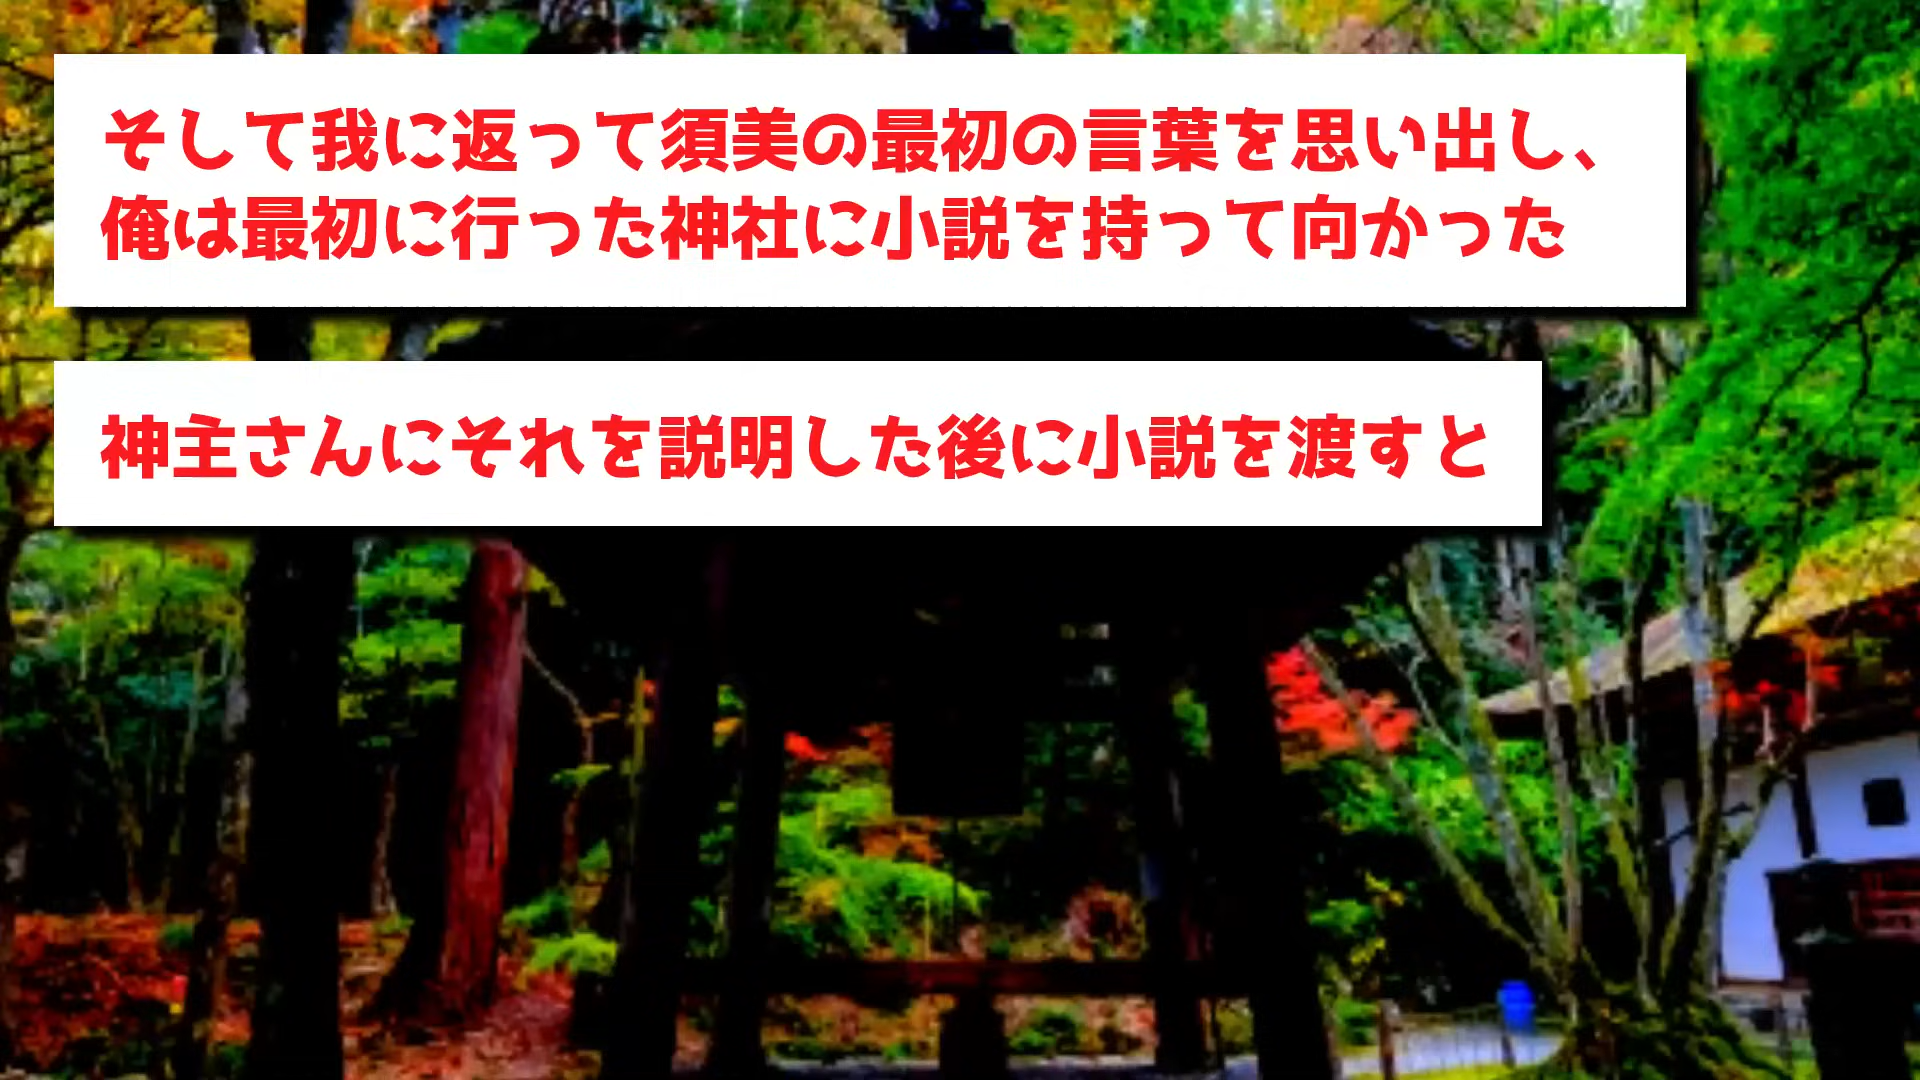 そして我に返って須美の最初の言葉を思い出し、
俺は最初に行った神社に小説を持って向かった
神主さんにそれを説明した後に小説を渡すと